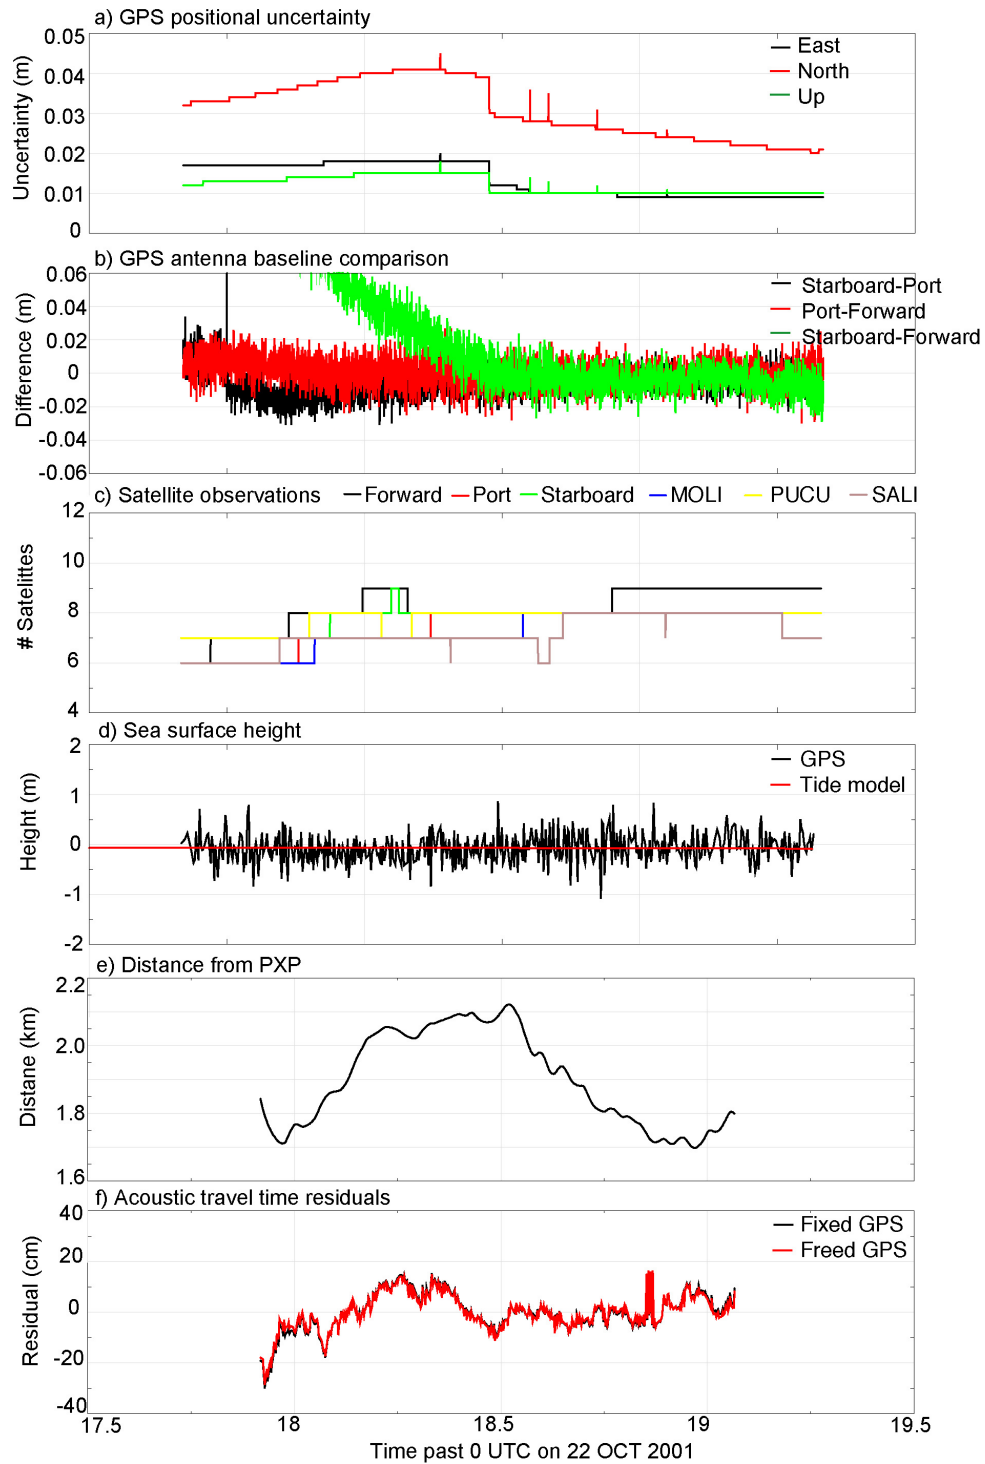 a) GPS positional uncertainty
0.05
0.04
0.03
0.02
0.01
0
Uncertainty (m)
East
North
Up
b) GPS antenna baseline comparison
0.06
0.04
0.02
0
-0.02
-0.04
-0.06
Difference (m)
Starboard-Port
Port-Forward
Starboard-Forward
c) Satellite observations
Forward
Port
Starboard
MOLI
PUCU
SALI
12
10
8
6
4
# Satelittes
d) Sea surface height
2
1
0
-1
-2
Height (m)
GPS
Tide model
e) Distance from PXP
2.2
2.0
1.8
1.6
Distane (km)
f) Acoustic travel time residuals
40
20
0
-20
-40
Residual (cm)
Fixed GPS
Freed GPS
17.5
18
18.5
19
19.5
Time past 0 UTC on 22 OCT 2001